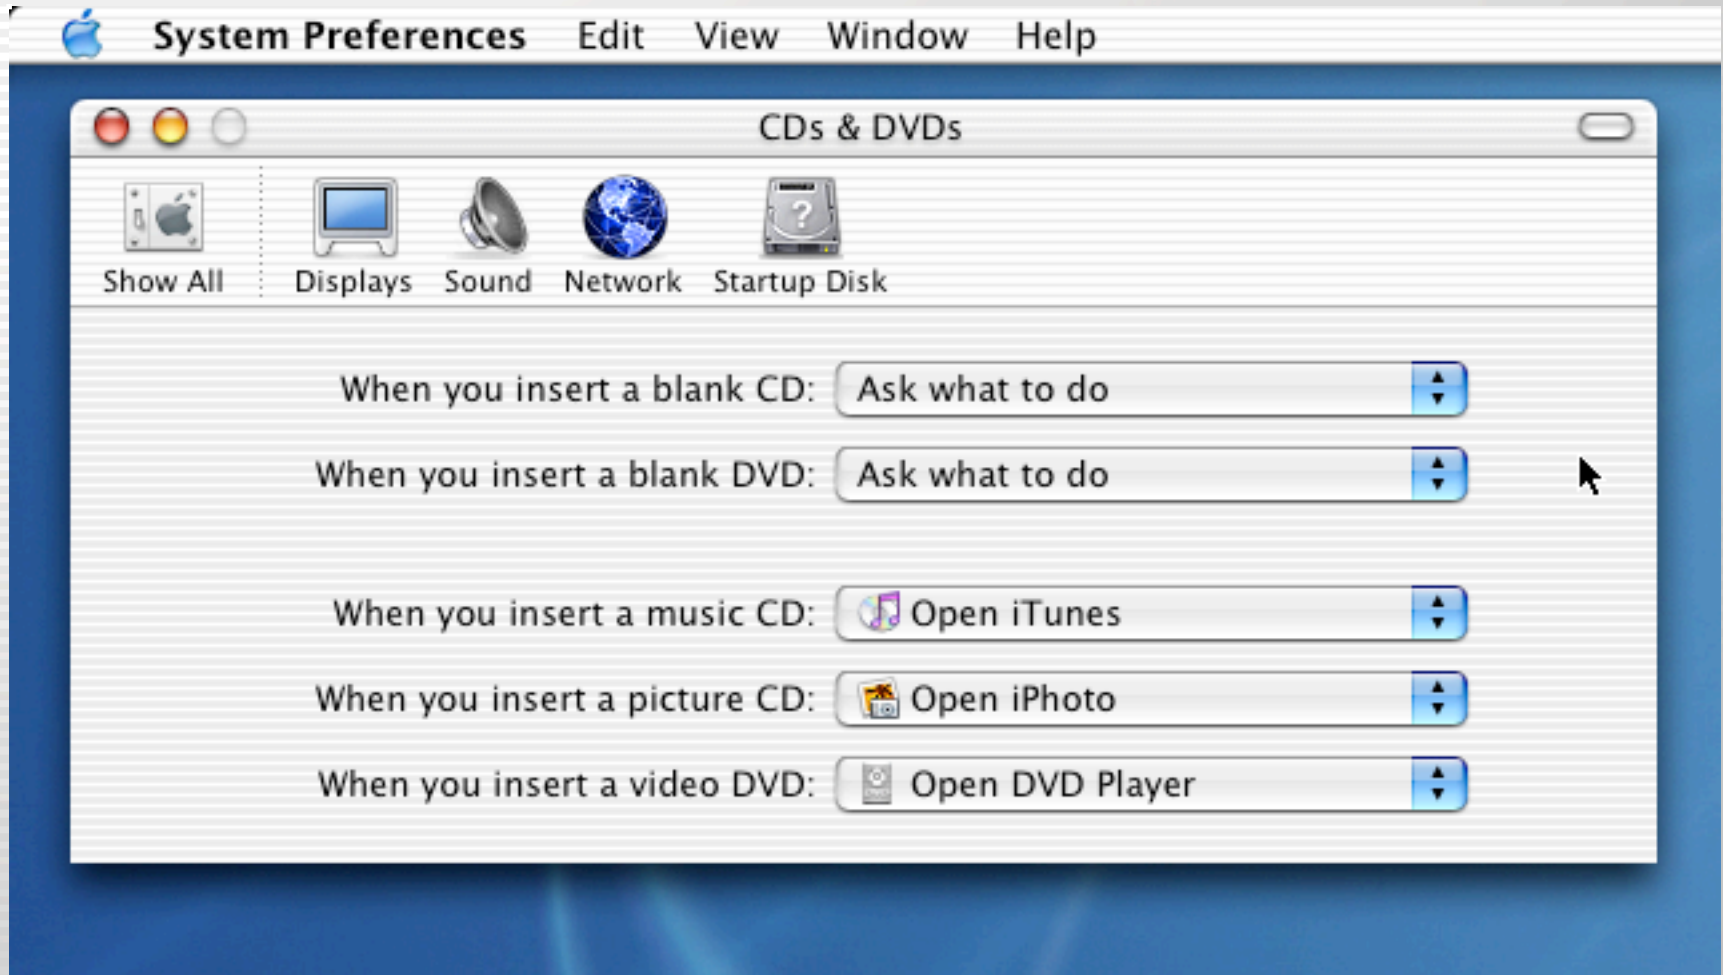 System Preferences Edit View Window Help
CDs & DVDs
Show All Displays Sound Network Startup Disk
When you insert a blank CD: Ask what to do
When you insert a blank DVD: Ask what to do
When you insert a music CD: Open iTunes
When you insert a picture CD: Open iPhoto
When you insert a video DVD: Open DVD Player